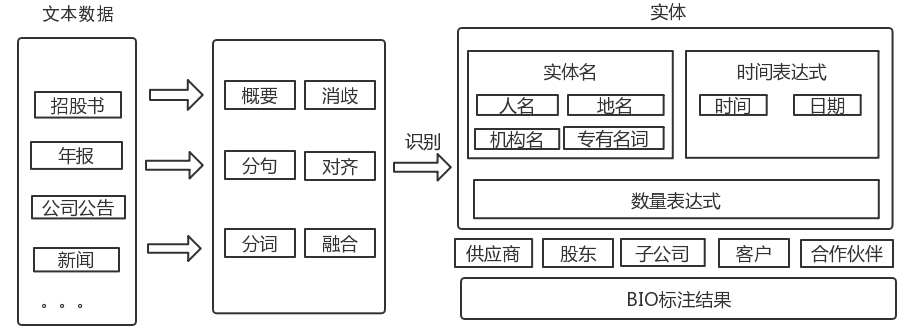 文本数据
招股书
年报
公司公告
新闻
。。。
概要 消歧
分句 对齐
分词 融合
识别
实体
实体名
人名 地名
机构名 专有名词
时间表达式
时间 日期
数量表达式
供应商 股东 子公司 客户 合作伙伴
BIO标注结果